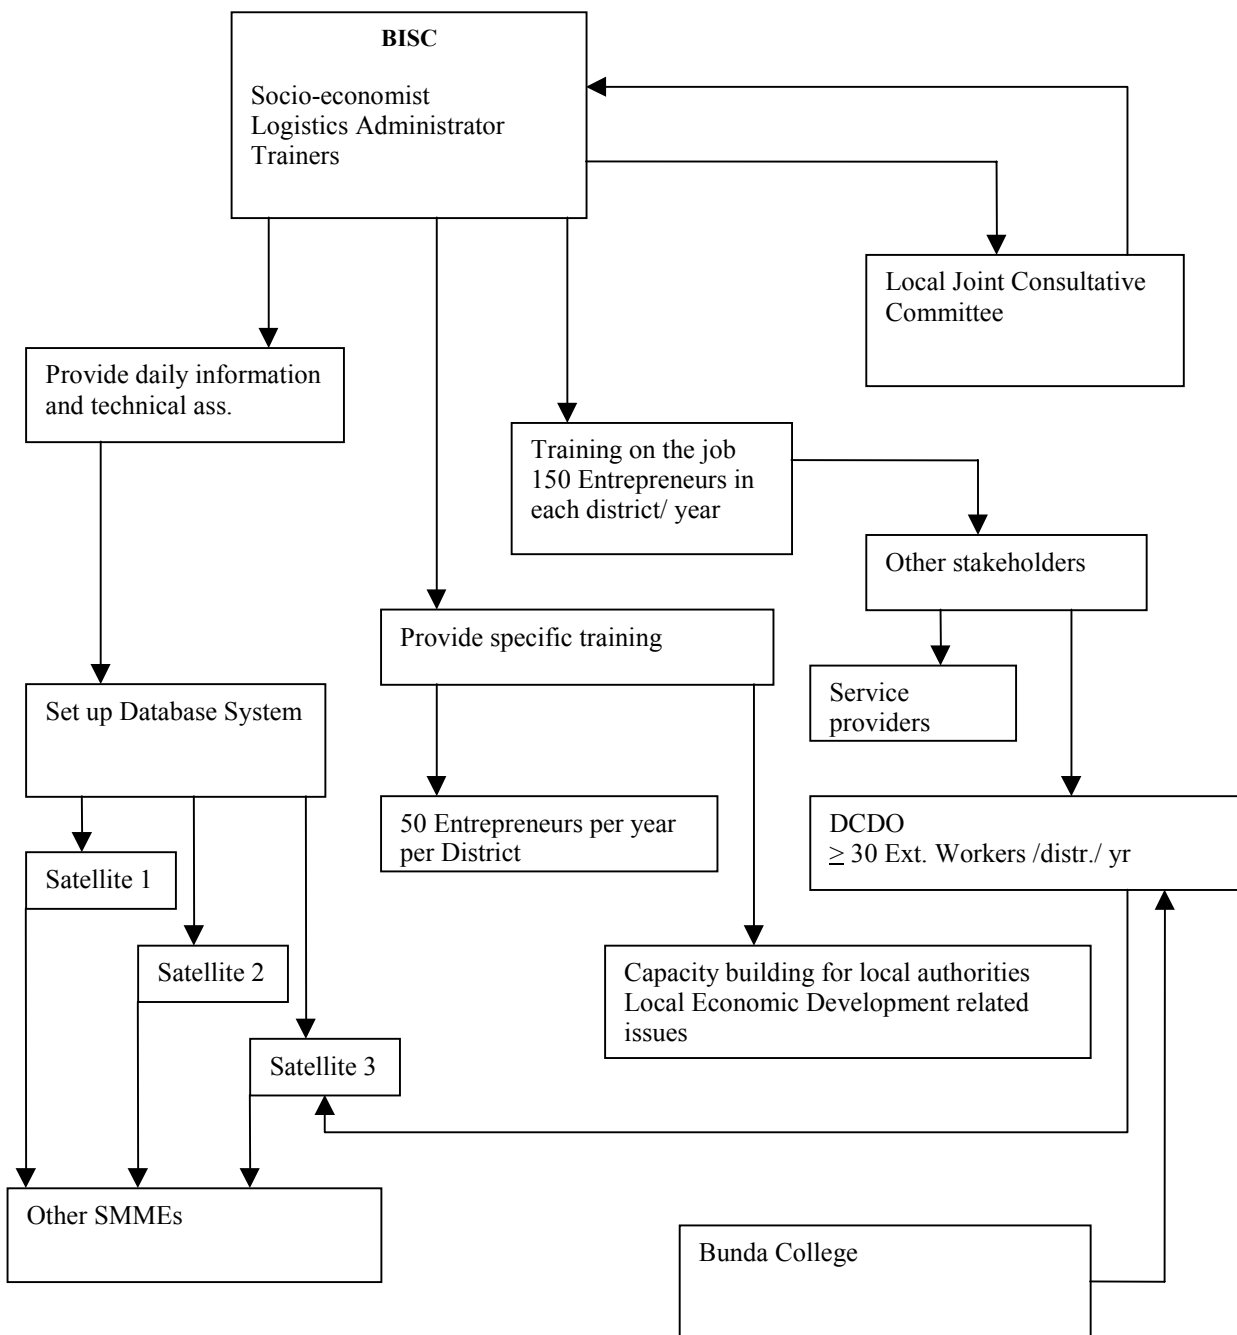 BISC
Socio-economist
Logistics Administrator
Trainers
Local Joint Consultative
Committee
Provide daily information
and technical ass.
Training on the job
150 Entrepreneurs in
each district/ year
Other stakeholders
Provide specific training
Service
providers
Set up Database System
50 Entrepreneurs per year
per District
DCDO
≥ 30 Ext. Workers /distr./ yr
Satellite 1
Satellite 2
Capacity building for local authorities
Local Economic Development related
issues
Satellite 3
Other SMMEs
Bunda College